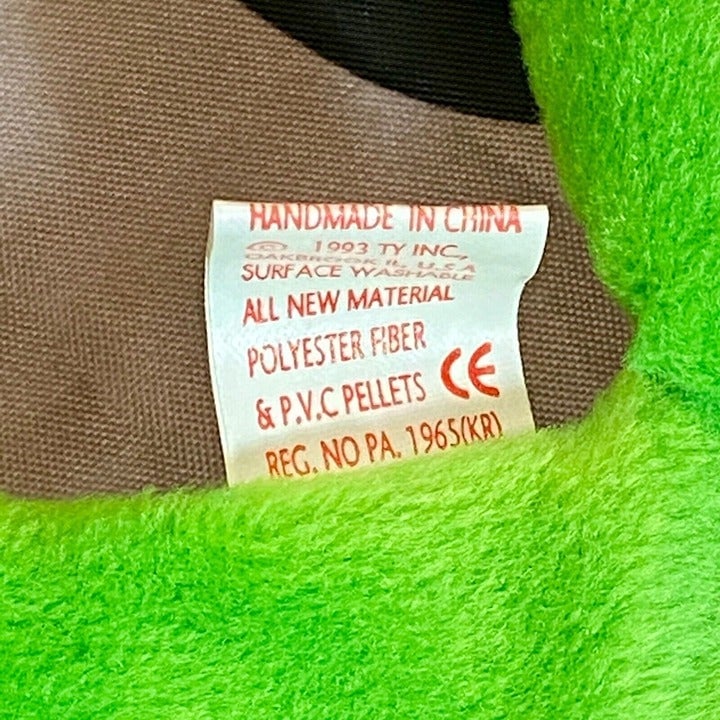 HANDMADE IN CHINA
© 1993 TY INC,
OAKBROOK IL, U.S.A
SURFACE WASHABLE
ALL NEW MATERIAL
POLYESTER FIBER
& P.V.C PELLETS CE
REG. NO PA. 1965(KR)